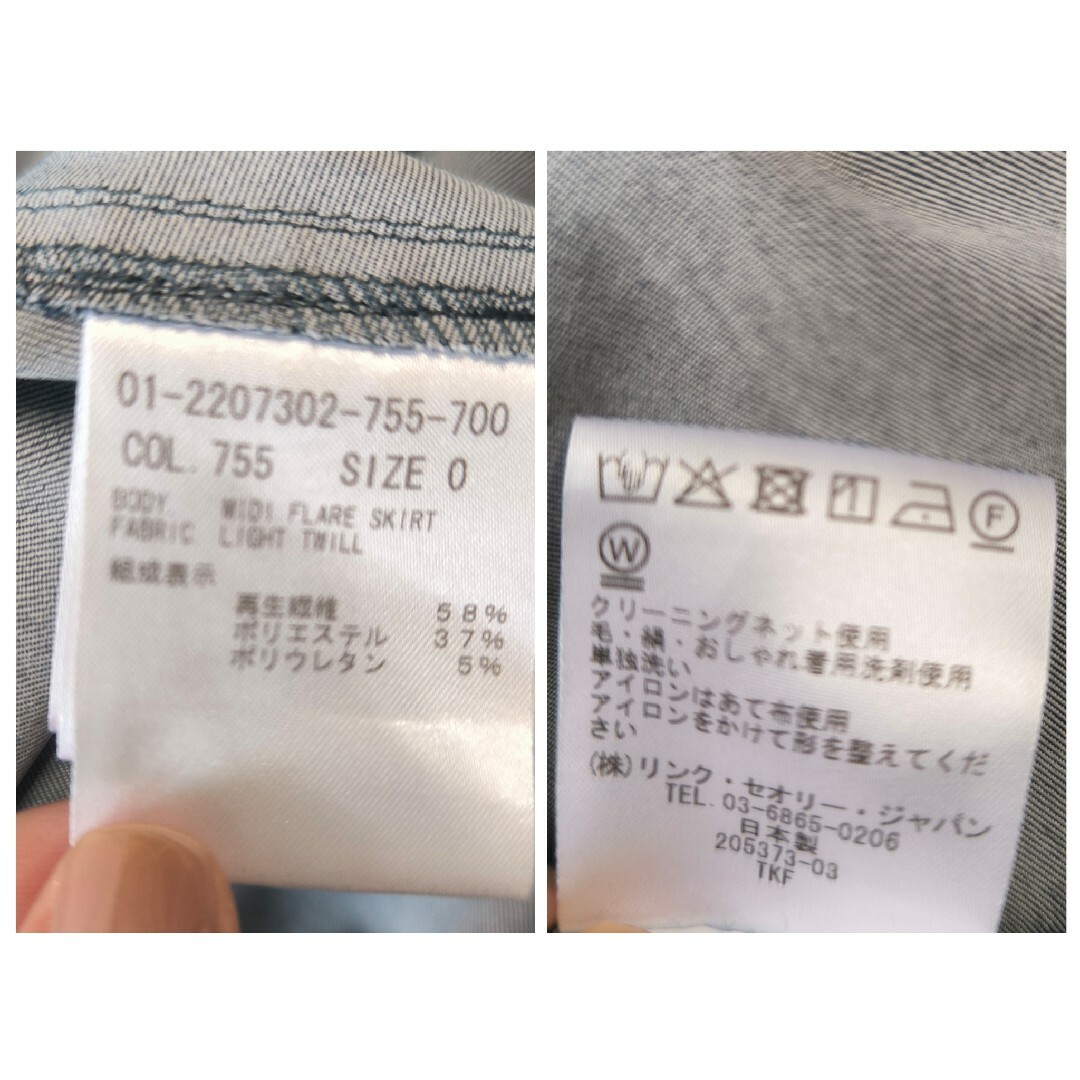 01-2207302-755-700
COL. 755 SIZE 0
BODY WIDI FLARE SKIRT
FABRIC LIGHT TWILL
組成表示
再生繊維 58%
ポリエステル 37%
ポリウレタン 5%
F
W
クリーニングネット使用
毛・絹・おしゃれ着用洗剤使用
単独洗い
アイロンはあて布使用
アイロンをかけて形を整えてくだ
さい
(株)リンク・セオリー・ジャパン
TEL. 03-6865-0206
日本製
205373-03
TKF